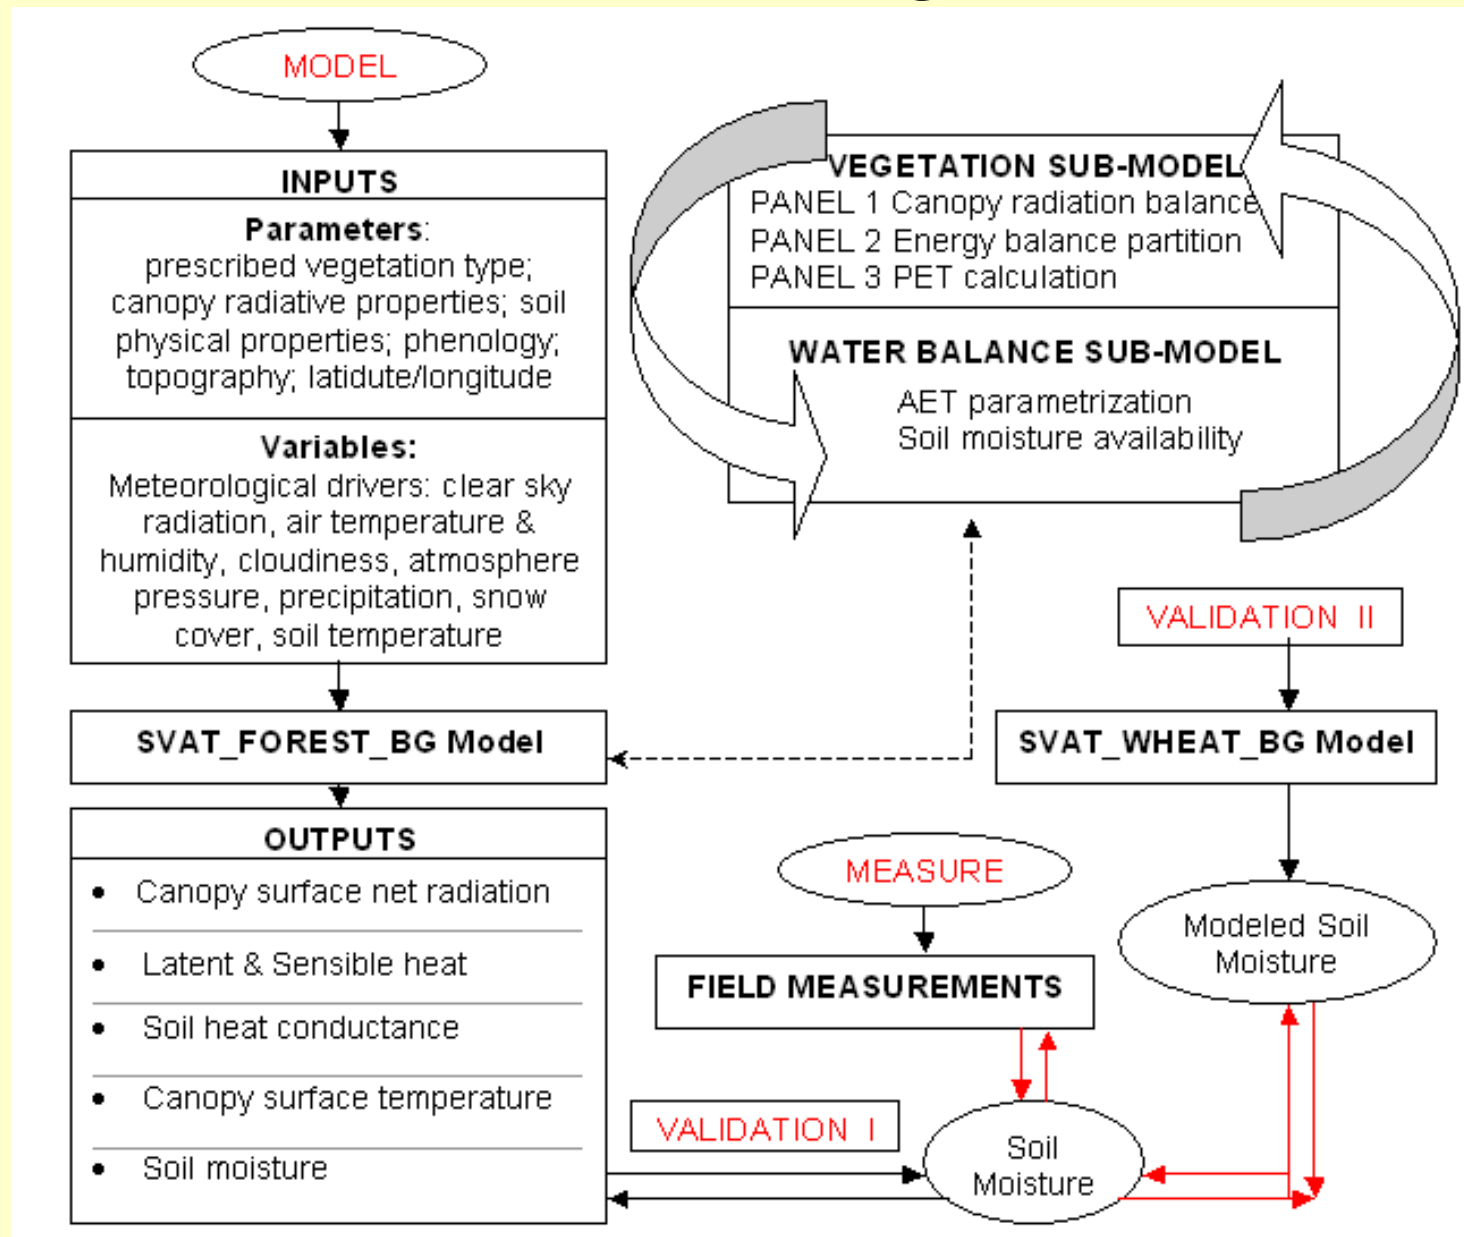 MODEL
INPUTS
Parameters:
prescribed vegetation type;
canopy radiative properties; soil
physical properties; phenology;
topography; latidute/longitude
Variables:
Meteorological drivers: clear sky
radiation, air temperature &
humidity, cloudiness, atmosphere
pressure, precipitation, snow
cover, soil temperature
SVAT_FOREST_BG Model
OUTPUTS
• Canopy surface net radiation
• Latent & Sensible heat
• Soil heat conductance
• Canopy surface temperature
• Soil moisture
VEGETATION SUB-MODEL
PANEL 1 Canopy radiation balance
PANEL 2 Energy balance partition
PANEL 3 PET calculation
WATER BALANCE SUB-MODEL
AET parametrization
Soil moisture availability
VALIDATION II
SVAT_WHEAT_BG Model
MEASURE
FIELD MEASUREMENTS
Modeled Soil
Moisture
VALIDATION I
Soil
Moisture